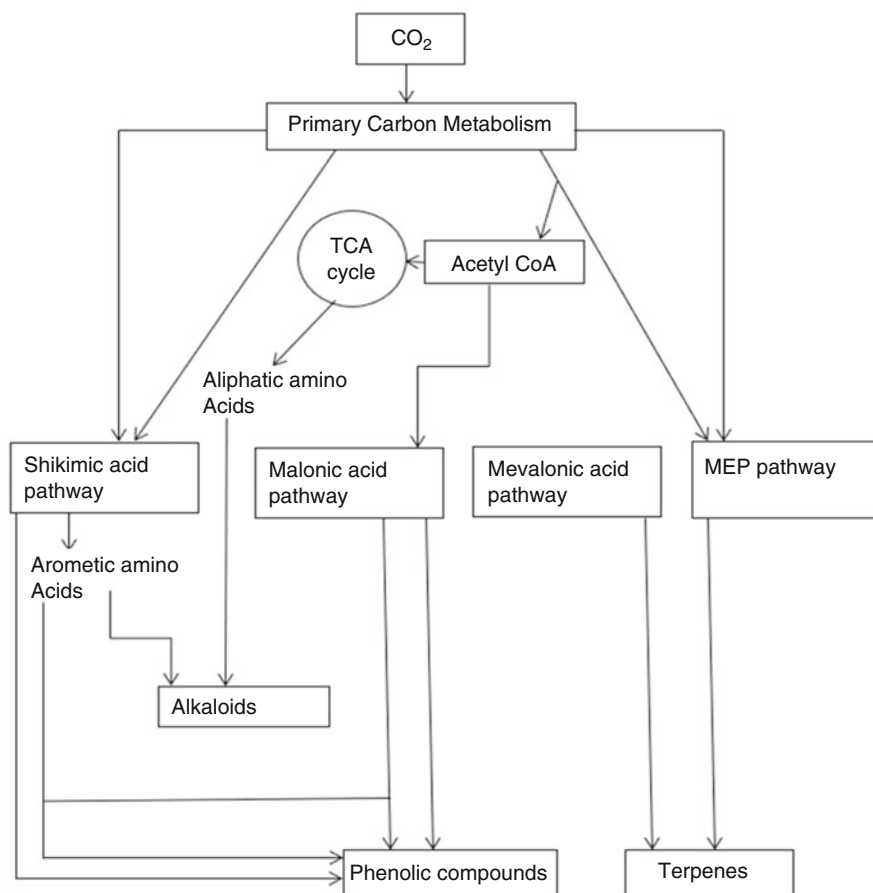 CO₂
Primary Carbon Metabolism
TCA
cycle
Acetyl CoA
Aliphatic amino
Acids
Shikimic acid
pathway
Malonic acid
pathway
Mevalonic acid
pathway
MEP pathway
Arometic amino
Acids
Alkaloids
Phenolic compounds
Terpenes